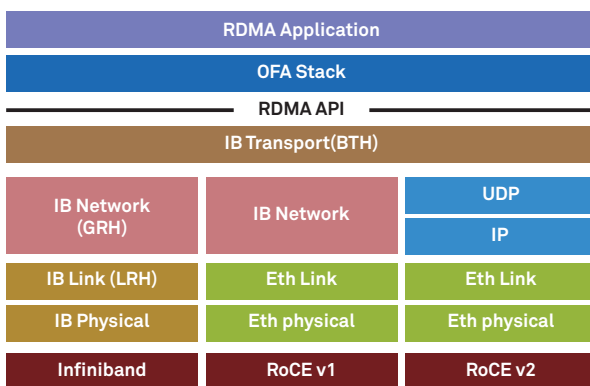 RDMA Application
OFA Stack
RDMA API
IB Transport(BTH)
IB Network
(GRH)
IB Network
UDP
IP
IB Link (LRH)
Eth Link
Eth Link
IB Physical
Eth physical
Eth physical
Infiniband
RoCE v1
RoCE v2